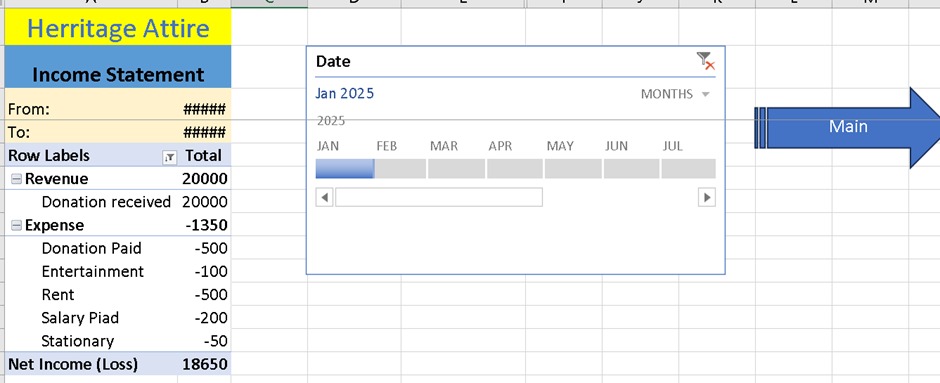 Herritage Attire
Income Statement
From: #####
To: #####
Row Labels Total
Revenue 20000
Donation received 20000
Expense -1350
Donation Paid -500
Entertainment -100
Rent -500
Salary Piad -200
Stationary -50
Net Income (Loss) 18650
Date
Jan 2025 MONTHS
2025
JAN FEB MAR APR MAY JUN JUL
Main